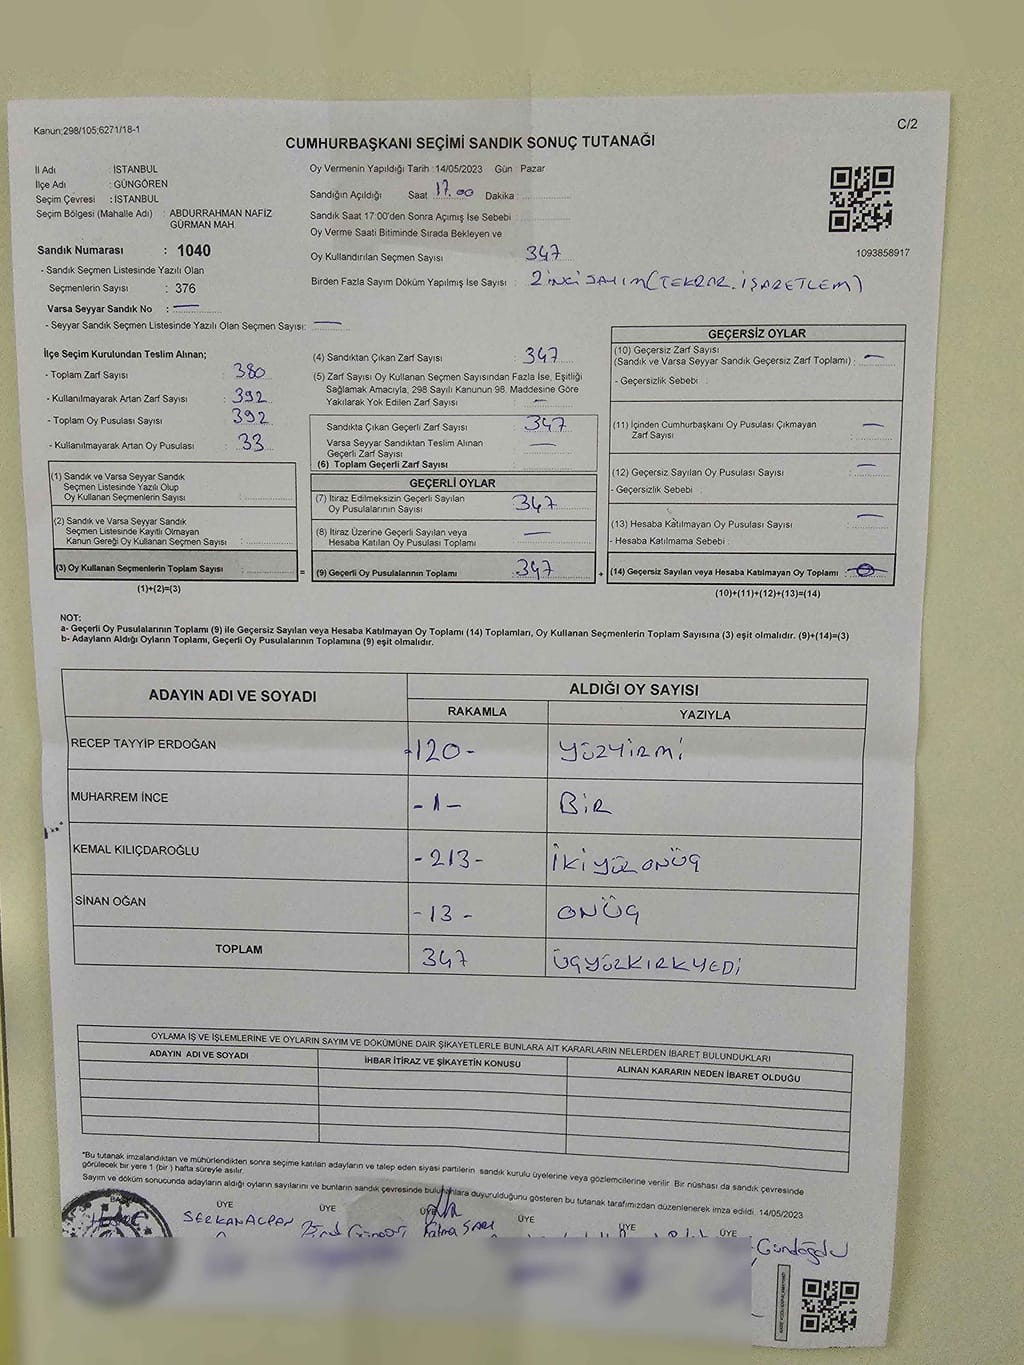 Kanun;298/105;6271/18-1
C/2
CUMHURBAŞKANI SEÇİMİ SANDIK SONUÇ TUTANAĞI
İl Adı : İSTANBUL
İlçe Adı : GÜNGÖREN
Seçim Çevresi : İSTANBUL
Seçim Bölgesi (Mahalle Adı) : ABDURRAHMAN NAFİZ
GÜRMAN MAH
Sandık Numarası : 1040
- Sandık Seçmen Listesinde Yazılı Olan
Seçmenlerin Sayısı : 376
Varsa Seyyar Sandık No : —
- Seyyar Sandık Seçmen Listesinde Yazılı Olan Seçmen Sayısı: —
Oy Vermenin Yapıldığı Tarih :14/05/2023 Gün Pazar
Sandığın Açıldığı Saat 17.00 Dakika :
Sandık Saat 17:00'den Sonra Açımış İse Sebebi :
Oy Verme Saati Bitiminde Sırada Bekleyen ve
Oy Kullandırılan Seçmen Sayısı : 347
Birden Fazla Sayım Döküm Yapılmış İse Sayısı : 2 İNCİ SAYIM (TEKRAR. İŞARETLEM)
1093858917
İlçe Seçim Kurulundan Teslim Alınan;
- Toplam Zarf Sayısı : 380
- Kullanılmayarak Artan Zarf Sayısı : 392
- Toplam Oy Pusulası Sayısı : 392
- Kullanılmayarak Artan Oy Pusulası : 33
(1) Sandık ve Varsa Seyyar Sandık
Seçmen Listesinde Yazılı Olup
Oy Kullanan Seçmenlerin Sayısı :
(2) Sandık ve Varsa Seyyar Sandık
Seçmen Listesinde Kayıtlı Olmayan
Kanun Gereği Oy Kullanan Seçmen Sayısı :
(3) Oy Kullanan Seçmenlerin Toplam Sayısı :
=
(1)+(2)=(3)
(4) Sandıktan Çıkan Zarf Sayısı : 347
(5) Zarf Sayısı Oy Kullanan Seçmen Sayısından Fazla İse, Eşitliği
Sağlamak Amacıyla, 298 Sayılı Kanunun 98. Maddesine Göre
Yakılarak Yok Edilen Zarf Sayısı : —
Sandıkta Çıkan Geçerli Zarf Sayısı : 347
Varsa Seyyar Sandıktan Teslim Alınan
Geçerli Zarf Sayısı : —
(6) Toplam Geçerli Zarf Sayısı :
GEÇERLİ OYLAR
(7) İtiraz Edilmeksizin Geçerli Sayılan
Oy Pusulalarının Sayısı : 347
(8) İtiraz Üzerine Geçerli Sayılan veya
Hesaba Katılan Oy Pusulası Toplamı : —
(9) Geçerli Oy Pusulalarının Toplamı : 347
+
GEÇERSİZ OYLAR
(10) Geçersiz Zarf Sayısı
(Sandık ve Varsa Seyyar Sandık Geçersiz Zarf Toplamı) : —
- Geçersizlik Sebebi :
(11) İçinden Cumhurbaşkanı Oy Pusulası Çıkmayan
Zarf Sayısı : —
(12) Geçersiz Sayılan Oy Pusulası Sayısı : —
- Geçersizlik Sebebi :
(13) Hesaba Katılmayan Oy Pusulası Sayısı : —
- Hesaba Katılmama Sebebi :
(14) Geçersiz Sayılan veya Hesaba Katılmayan Oy Toplamı : 0
(10)+(11)+(12)+(13)=(14)
NOT:
a- Geçerli Oy Pusulalarının Toplamı (9) ile Geçersiz Sayılan veya Hesaba Katılmayan Oy Toplamı (14) Toplamları, Oy Kullanan Seçmenlerin Toplam Sayısına (3) eşit olmalıdır. (9)+(14)=(3)
b- Adayların Aldığı Oyların Toplamı, Geçerli Oy Pusulalarının Toplamına (9) eşit olmalıdır.
ADAYIN ADI VE SOYADI
ALDIĞI OY SAYISI
RAKAMLA YAZIYLA
RECEP TAYYİP ERDOĞAN -120- YÜZYİRMİ
MUHARREM İNCE -1- BİR
KEMAL KILIÇDAROĞLU -213- İKİYÜZONÜÇ
SİNAN OĞAN -13- ONÜÇ
TOPLAM 347 ÜÇYÜZKIRKYEDİ
OYLAMA İŞ VE İŞLEMLERİNE VE OYLARIN SAYIM VE DÖKÜMÜNE DAİR ŞİKAYETLERLE BUNLARA AİT KARARLARIN NELERDEN İBARET BULUNDUKLARI
ADAYIN ADI VE SOYADI İHBAR İTİRAZ VE ŞİKAYETİN KONUSU ALINAN KARARIN NEDEN İBARET OLDUĞU
*Bu tutanak imzalandıktan ve mühürlendikten sonra seçime katılan adayların ve talep eden siyasi partilerin sandık kurulu üyelerine veya gözlemcilerine verilir. Bir nüshası da sandık çevresinde
görülecek bir yere 1 (bir) hafta süreyle asılır.
Sayım ve döküm sonucunda adayların aldığı oyların sayılarını ve bunların sandık çevresinde bulunanlara duyurulduğunu gösteren bu tutanak tarafımızdan düzenlenerek imza edildi. 14/05/2023
ÜYE ÜYE ÜYE ÜYE ÜYE ÜYE
SERKAN ALPAN
Fatma SARI
Gündoğdu